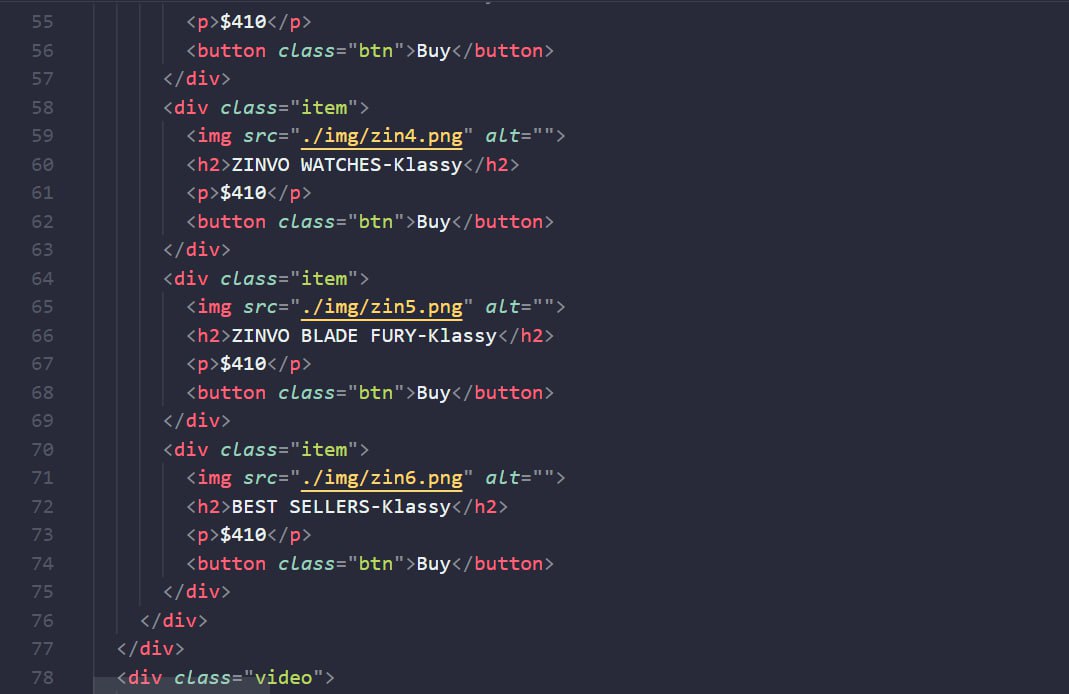 55 <p>$410</p>
56 <button class="btn">Buy</button>
57 </div>
58 <div class="item">
59 <img src="./img/zin4.png" alt="">
60 <h2>ZINVO WATCHES-Klassy</h2>
61 <p>$410</p>
62 <button class="btn">Buy</button>
63 </div>
64 <div class="item">
65 <img src="./img/zin5.png" alt="">
66 <h2>ZINVO BLADE FURY-Klassy</h2>
67 <p>$410</p>
68 <button class="btn">Buy</button>
69 </div>
70 <div class="item">
71 <img src="./img/zin6.png" alt="">
72 <h2>BEST SELLERS-Klassy</h2>
73 <p>$410</p>
74 <button class="btn">Buy</button>
75 </div>
76 </div>
77 </div>
78 <div class="video">